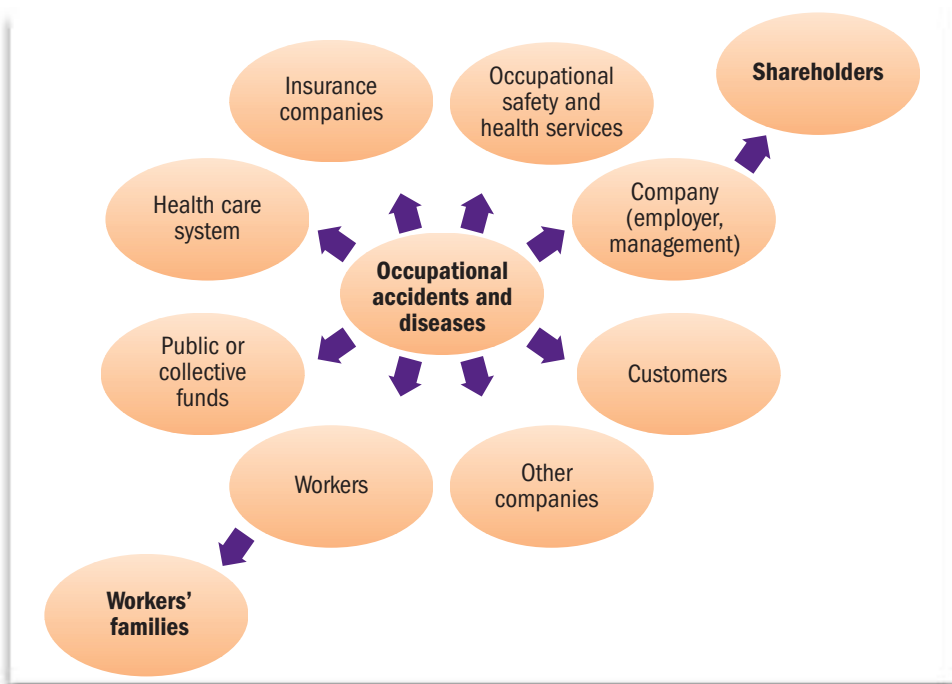 Shareholders
Insurance
companies
Occupational
safety and
health services
Company
(employer,
management)
Health care
system
Occupational
accidents and
diseases
Public or
collective
funds
Customers
Workers
Other
companies
Workers’
families